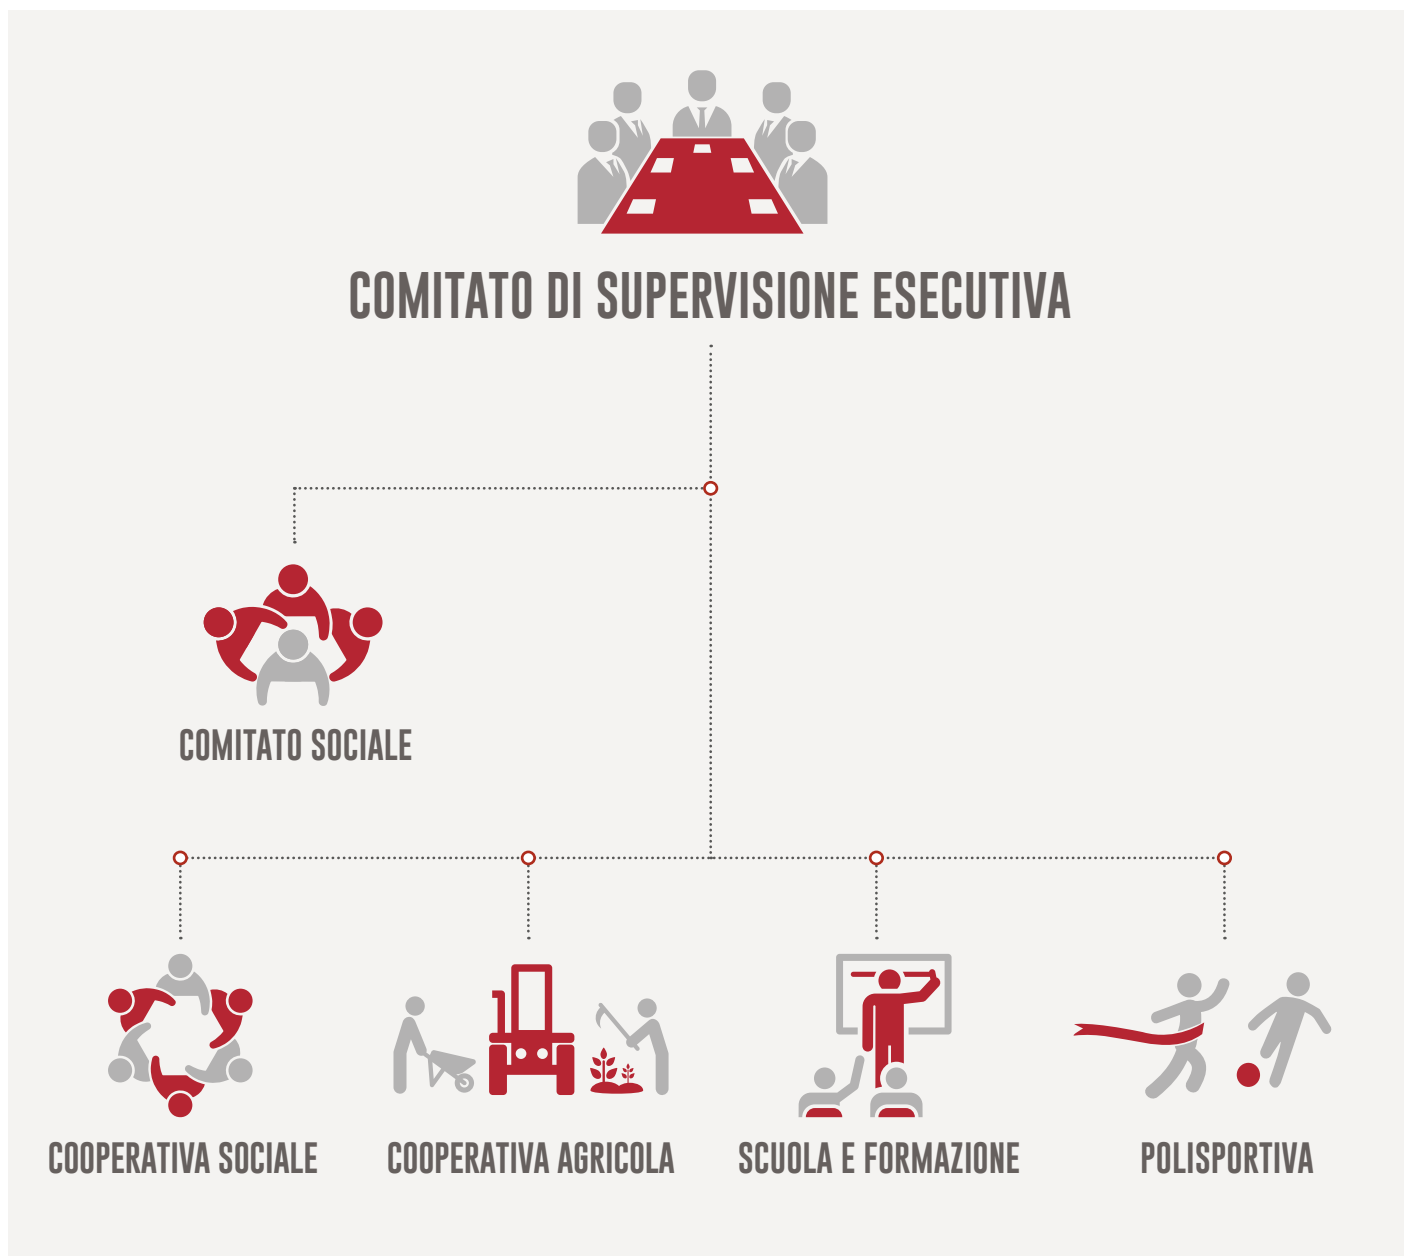 COMITATO DI SUPERVISIONE ESECUTIVA
COMITATO SOCIALE
COOPERATIVA SOCIALE
COOPERATIVA AGRICOLA
SCUOLA E FORMAZIONE
POLISPORTIVA